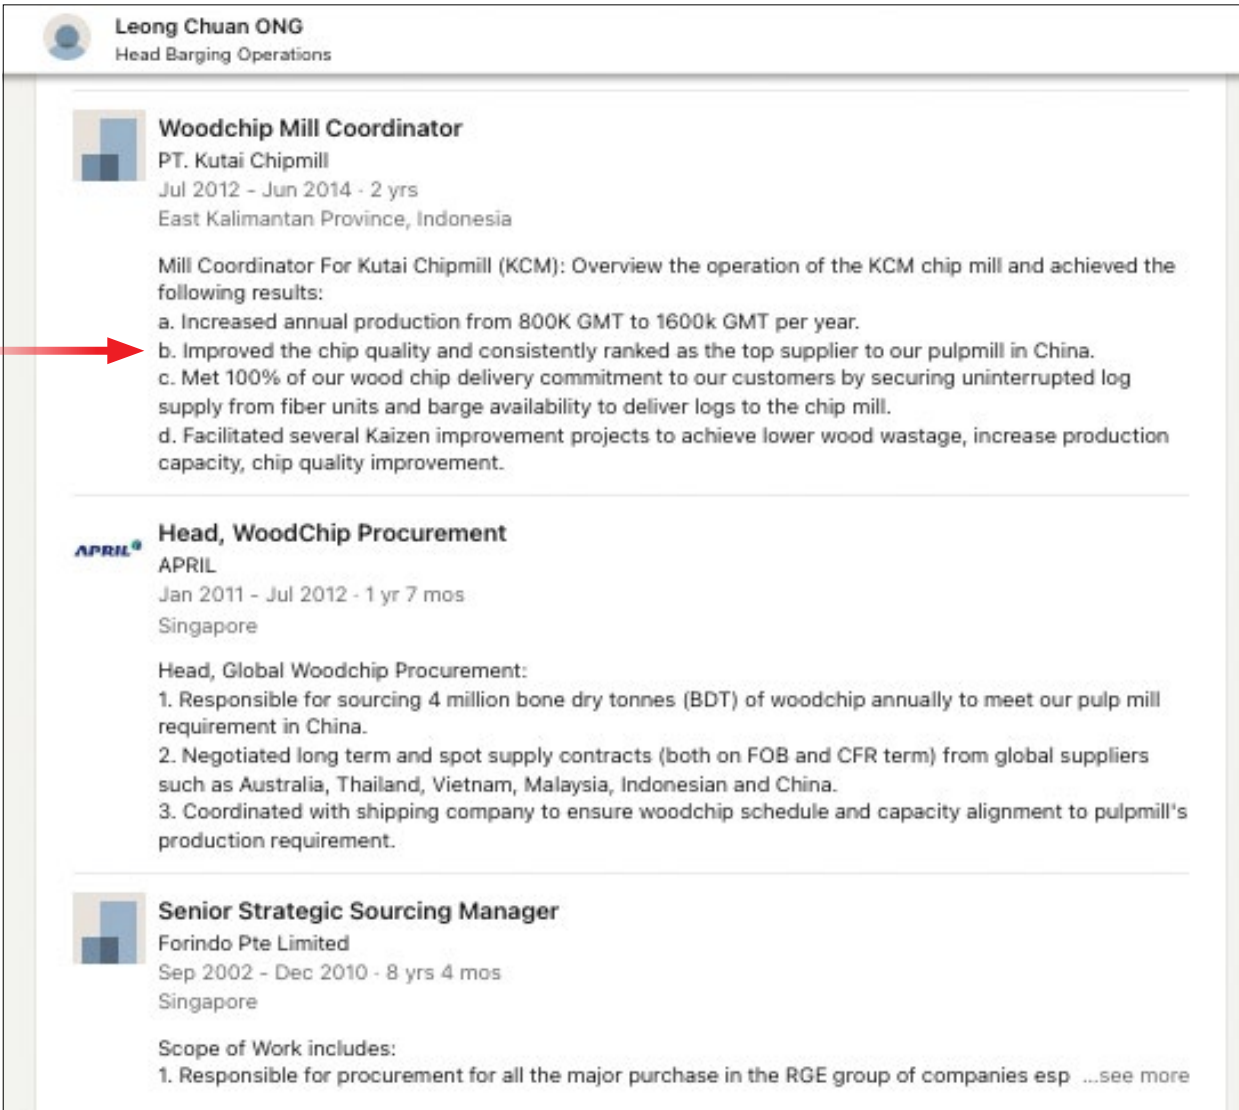 Leong Chuan ONG
Head Barging Operations
Woodchip Mill Coordinator
PT. Kutai Chipmill
Jul 2012 - Jun 2014 · 2 yrs
East Kalimantan Province, Indonesia
Mill Coordinator For Kutai Chipmill (KCM): Overview the operation of the KCM chip mill and achieved the
following results:
a. Increased annual production from 800K GMT to 1600k GMT per year.
b. Improved the chip quality and consistently ranked as the top supplier to our pulpmill in China.
c. Met 100% of our wood chip delivery commitment to our customers by securing uninterrupted log
supply from fiber units and barge availability to deliver logs to the chip mill.
d. Facilitated several Kaizen improvement projects to achieve lower wood wastage, increase production
capacity, chip quality improvement.
APRIL
Head, WoodChip Procurement
APRIL
Jan 2011 - Jul 2012 · 1 yr 7 mos
Singapore
Head, Global Woodchip Procurement:
1. Responsible for sourcing 4 million bone dry tonnes (BDT) of woodchip annually to meet our pulp mill
requirement in China.
2. Negotiated long term and spot supply contracts (both on FOB and CFR term) from global suppliers
such as Australia, Thailand, Vietnam, Malaysia, Indonesian and China.
3. Coordinated with shipping company to ensure woodchip schedule and capacity alignment to pulpmill's
production requirement.
Senior Strategic Sourcing Manager
Forindo Pte Limited
Sep 2002 - Dec 2010 · 8 yrs 4 mos
Singapore
Scope of Work includes:
1. Responsible for procurement for all the major purchase in the RGE group of companies esp ...see more